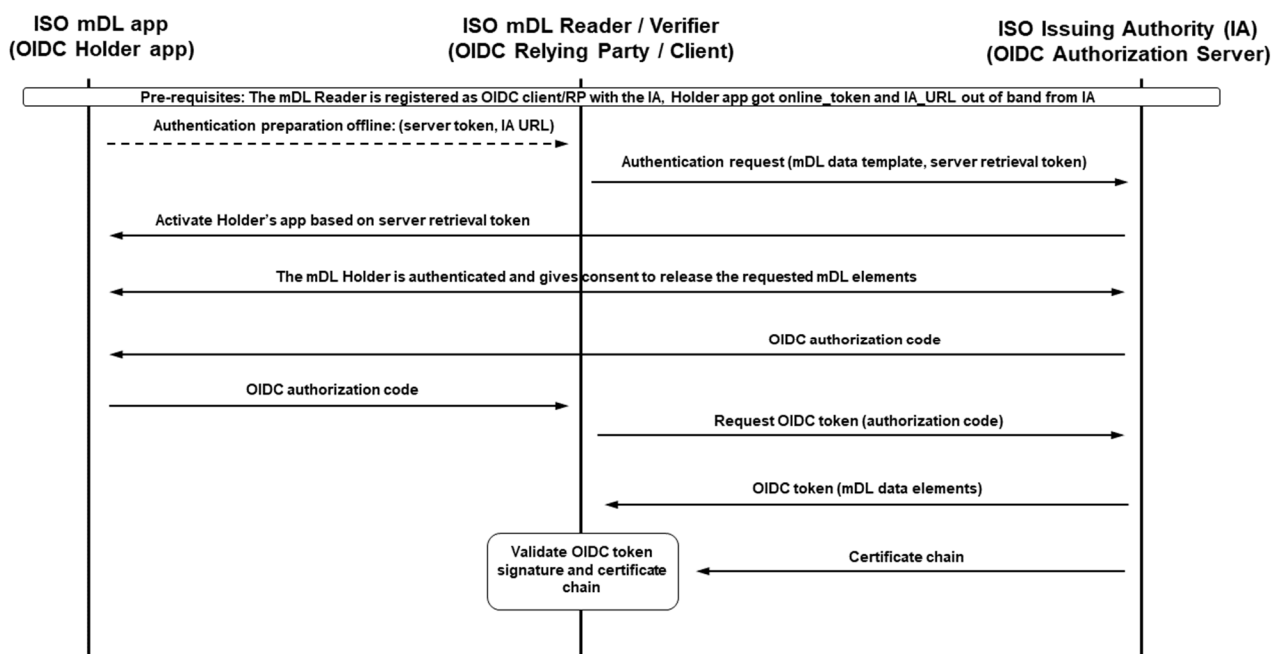 ISO mDL app
(OIDC Holder app)
ISO mDL Reader / Verifier
(OIDC Relying Party / Client)
ISO Issuing Authority (IA)
(OIDC Authorization Server)
Pre-requisites: The mDL Reader is registered as OIDC client/RP with the IA, Holder app got online_token and IA_URL out of band from IA
Authentication preparation offline: (server token, IA URL)
Authentication request (mDL data template, server retrieval token)
Activate Holder's app based on server retrieval token
The mDL Holder is authenticated and gives consent to release the requested mDL elements
OIDC authorization code
OIDC authorization code
Request OIDC token (authorization code)
OIDC token (mDL data elements)
Validate OIDC token
signature and certificate
chain
Certificate chain